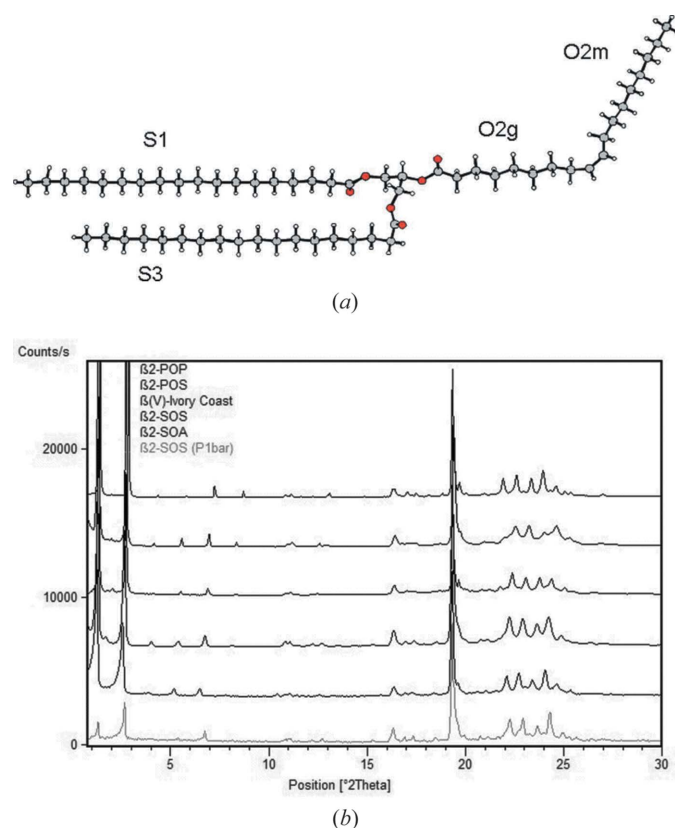 O2m
O2g
S1
S3
(a)
Counts/s
ß2-POP
ß2-POS
ß(V)-Ivory Coast
ß2-SOS
ß2-SOA
ß2-SOS (P1bar)
20000
10000
0
5 10 15 20 25 30
Position [°2Theta]
(b)